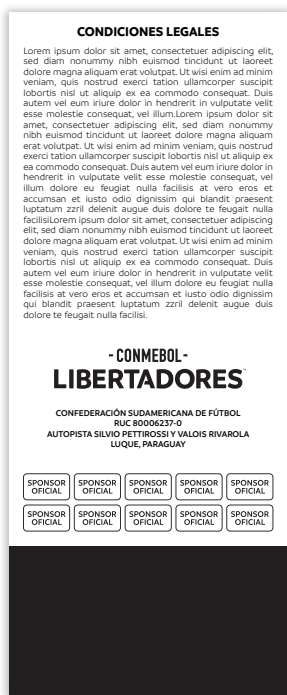 CONDICIONES LEGALES
Lorem ipsum dolor sit amet, consectetuer adipiscing elit,
sed diam nonummy nibh euismod tincidunt ut laoreet
dolore magna aliquam erat volutpat. Ut wisi enim ad minim
veniam, quis nostrud exerci tation ullamcorper suscipit
lobortis nisl ut aliquip ex ea commodo consequat. Duis
autem vel eum iriure dolor in hendrerit in vulputate velit
esse molestie consequat, vel illum.Lorem ipsum dolor sit
amet, consectetuer adipiscing elit, sed diam nonummy
nibh euismod tincidunt ut laoreet dolore magna aliquam
erat volutpat. Ut wisi enim ad minim veniam, quis nostrud
exerci tation ullamcorper suscipit lobortis nisl ut aliquip ex
ea commodo consequat. Duis autem vel eum iriure dolor in
hendrerit in vulputate velit esse molestie consequat, vel
illum dolore eu feugiat nulla facilisis at vero eros et
accumsan et iusto odio dignissim qui blandit praesent
luptatum zzril delenit augue duis dolore te feugait nulla
facilisiLorem ipsum dolor sit amet, consectetuer adipiscing
elit, sed diam nonummy nibh euismod tincidunt ut laoreet
dolore magna aliquam erat volutpat. Ut wisi enim ad minim
veniam, quis nostrud exerci tation ullamcorper suscipit
lobortis nisl ut aliquip ex ea commodo consequat. Duis
autem vel eum iriure dolor in hendrerit in vulputate velit
esse molestie consequat, vel illum dolore eu feugiat nulla
facilisis at vero eros et accumsan et iusto odio dignissim
qui blandit praesent luptatum zzril delenit augue duis
dolore te feugait nulla facilisi.
- CONMEBOL -
LIBERTADORES
CONFEDERACIÓN SUDAMERICANA DE FÚTBOL
RUC 80006237-0
AUTOPISTA SILVIO PETTIROSSI Y VALOIS RIVAROLA
LUQUE, PARAGUAY
SPONSOR SPONSOR SPONSOR SPONSOR SPONSOR
OFICIAL OFICIAL OFICIAL OFICIAL OFICIAL
SPONSOR SPONSOR SPONSOR SPONSOR SPONSOR
OFICIAL OFICIAL OFICIAL OFICIAL OFICIAL